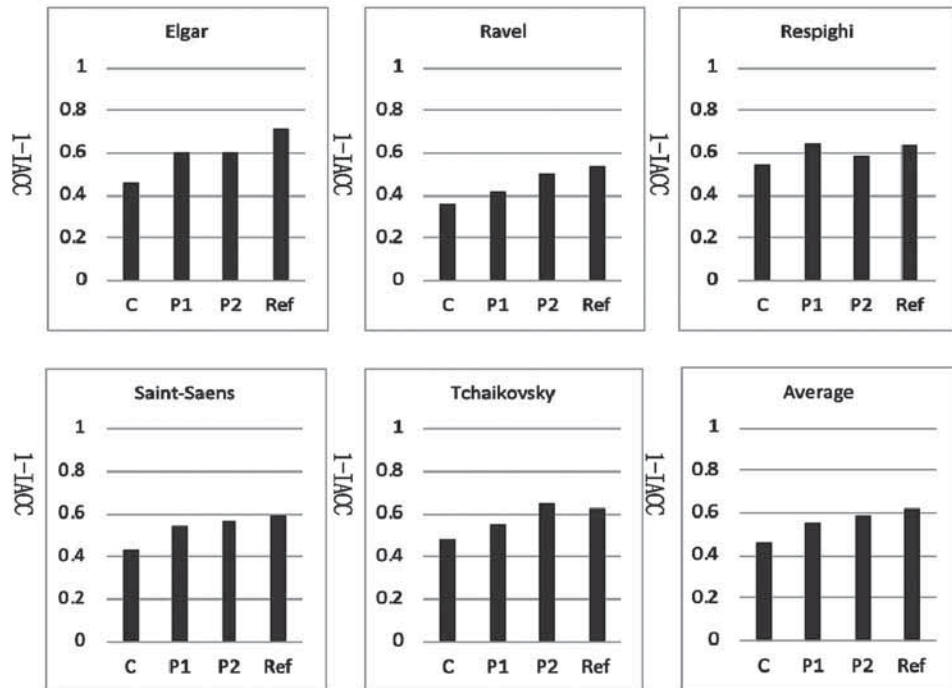 Elgar
1
0.8
0.6
0.4
0.2
0
1-IACC
C P1 P2 Ref
Ravel
1
0.8
0.6
0.4
0.2
0
1-IACC
C P1 P2 Ref
Respighi
1
0.8
0.6
0.4
0.2
0
1-IACC
C P1 P2 Ref
Saint-Saens
1
0.8
0.6
0.4
0.2
0
1-IACC
C P1 P2 Ref
Tchaikovsky
1
0.8
0.6
0.4
0.2
0
1-IACC
C P1 P2 Ref
Average
1
0.8
0.6
0.4
0.2
0
1-IACC
C P1 P2 Ref